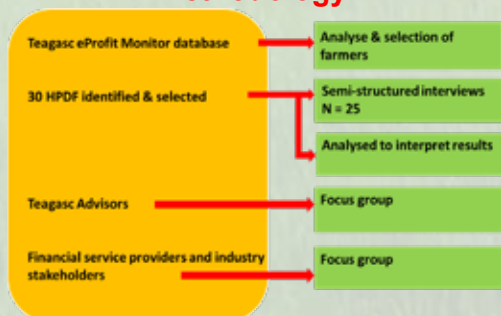 Teagasc eProfit Monitor database
Analyse & selection of
farmers
30 HPDF identified & selected
Semi-structured interviews
N = 25
Analysed to interpret results
Teagasc Advisors
Focus group
Financial service providers and industry
stakeholders
Focus group